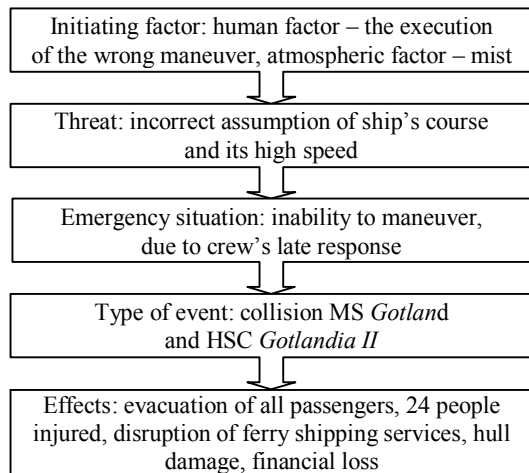 Initiating factor: human factor – the execution
of the wrong maneuver, atmospheric factor – mist
Threat: incorrect assumption of ship's course
and its high speed
Emergency situation: inability to maneuver,
due to crew's late response
Type of event: collision MS Gotland
and HSC Gotlandia II
Effects: evacuation of all passengers, 24 people
injured, disruption of ferry shipping services, hull
damage, financial loss